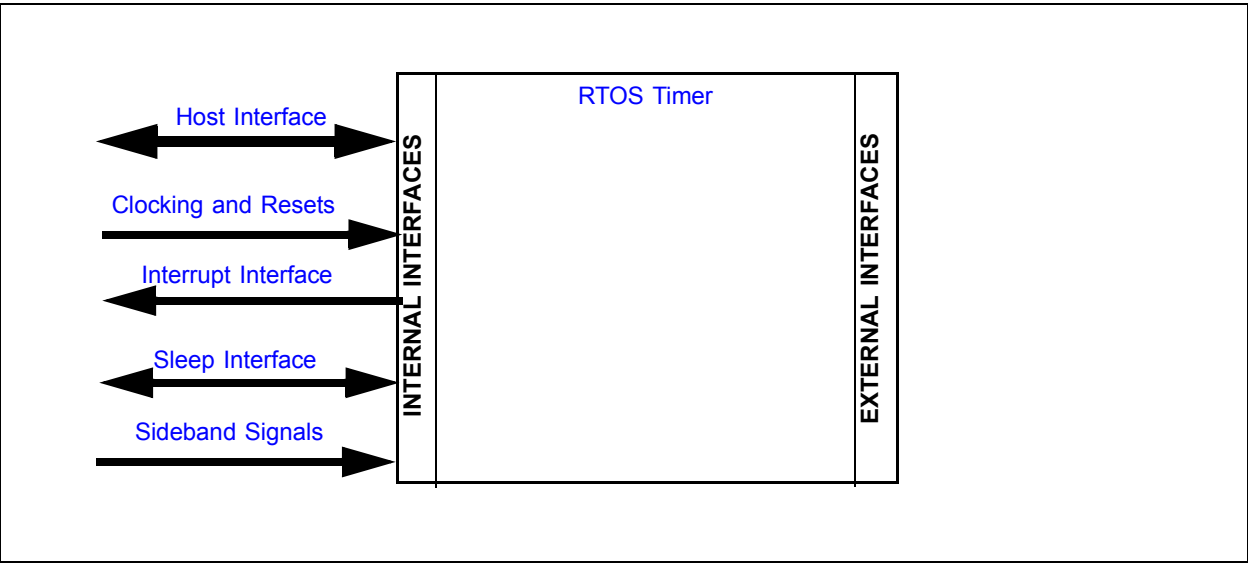 RTOS Timer
Host Interface
Clocking and Resets
Interrupt Interface
Sleep Interface
Sideband Signals
INTERNAL INTERFACES
EXTERNAL INTERFACES